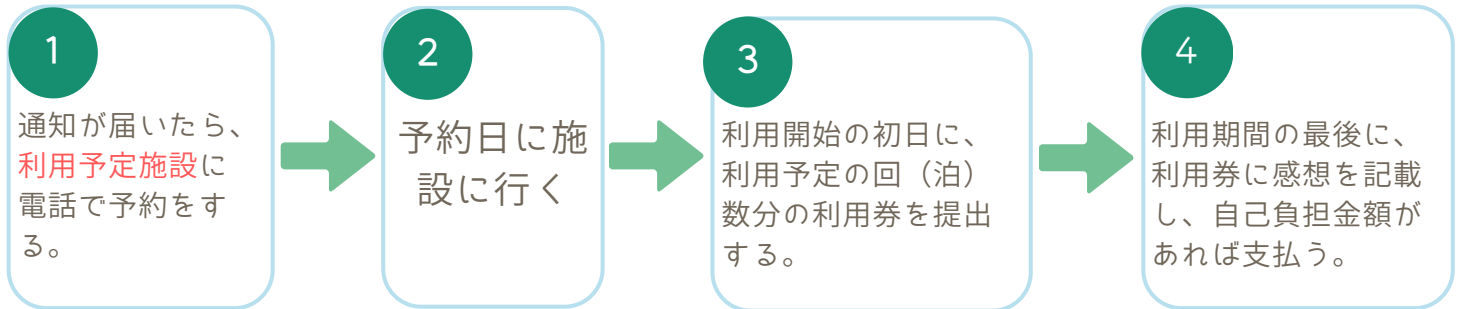 1
通知が届いたら、
利用予定施設に
電話で予約をす
る。
2
予約日に施
設に行く
3
利用開始の初日に、
利用予定の回（泊）
数分の利用券を提出
する。
4
利用期間の最後に、
利用券に感想を記載
し、自己負担金額が
あれば支払う。